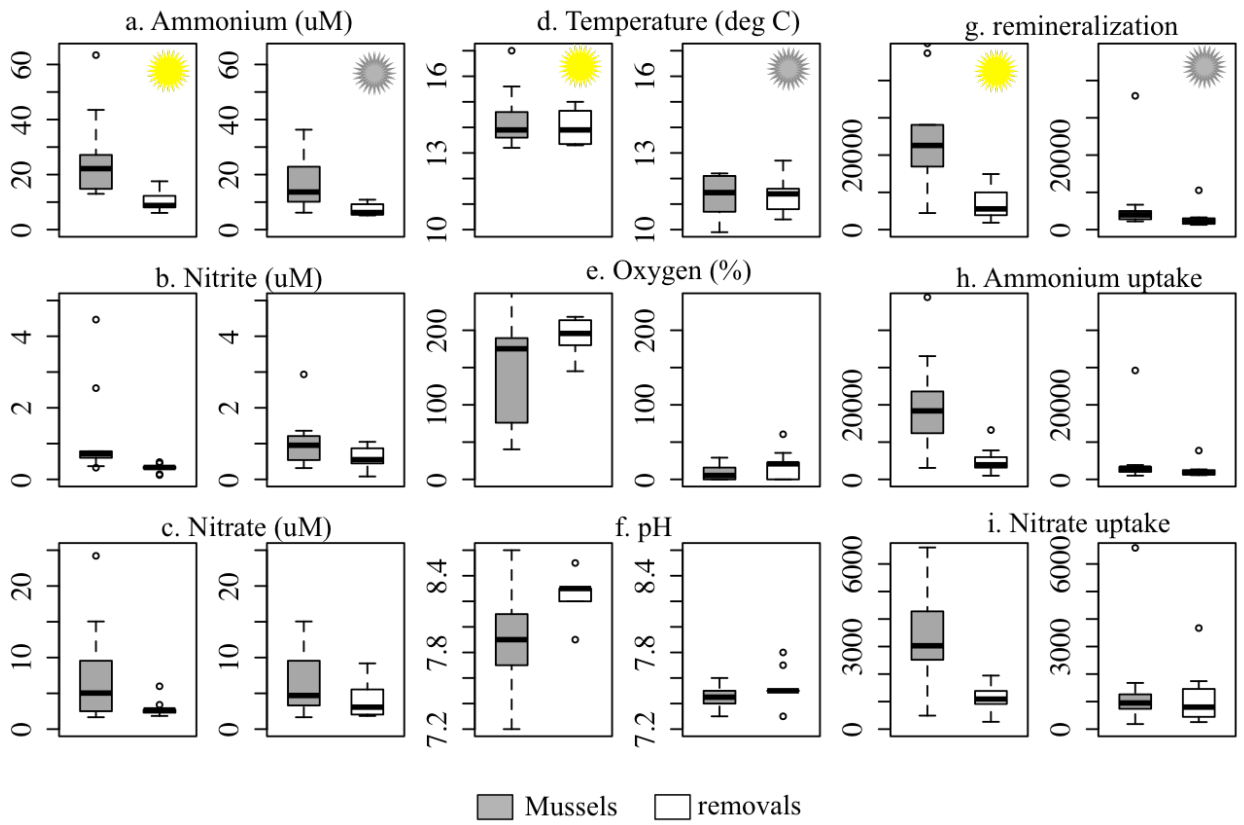 a. Ammonium (uM)
0 20 40 60
0 20 40 60
d. Temperature (deg C)
10 13 16
10 13 16
g. remineralization
0 20000
0 20000
b. Nitrite (uM)
0 2 4
0 2 4
e. Oxygen (%)
0 100 200
0 100 200
h. Ammonium uptake
0 20000
0 20000
c. Nitrate (uM)
0 10 20
0 10 20
f. pH
7.2 7.8 8.4
7.2 7.8 8.4
i. Nitrate uptake
0 3000 6000
0 3000 6000
Mussels removals